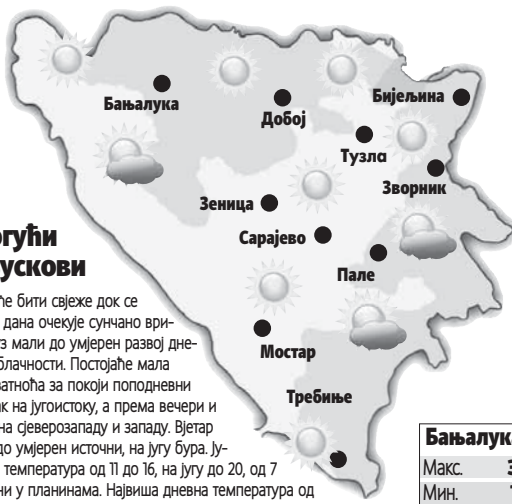 Бањалука
Добој
Бијељина
Тузла
Зворник
Зеница
Сарајево
Пале
Мостар
Требиње
огући
ускови
ће бити свјеже док се
дана очекује сунчано ври-
уз мали до умјерен развој дне-
блачности. Постојаће мала
ватноћа за покоји поподневни
ак на југоистоку, а према вечери и
на сјеверозападу и западу. Вјетар
до умјерен источни, на југу бура. Ју-
температура од 11 до 16, на југу до 20, од 7
ни у планинама. Највиша дневна температура од
Бањалука
Макс.
Мин.